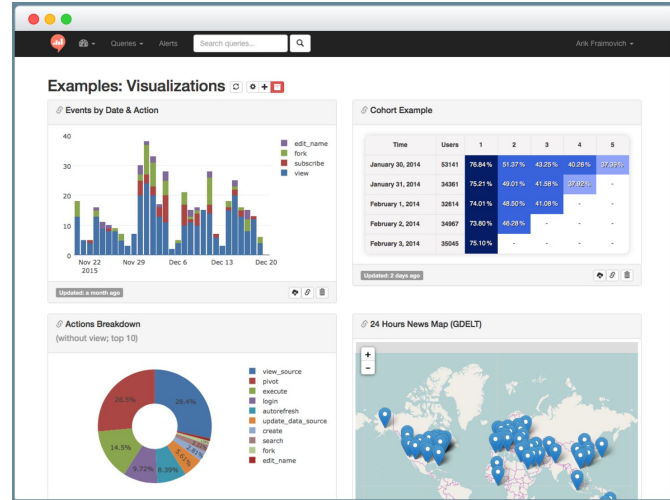 Queries Alerts Search queries... Arik Fraimovich
Examples: Visualizations
Events by Date & Action
40
30
20
10
0
Nov 22
2015
Nov 29
Dec 6
Dec 13
Dec 20
edit_name
fork
subscribe
view
Updated: a month ago
Cohort Example
Time Users 1 2 3 4 5
January 30, 2014 53141 76.84% 51.37% 43.25% 40.26% 37.39%
January 31, 2014 34361 75.21% 49.01% 41.56% 37.92% -
February 1, 2014 32614 74.01% 48.50% 41.08% - -
February 2, 2014 34967 73.80% 46.28% - - -
February 3, 2014 35045 75.10% - - - -
Updated: 2 days ago
Actions Breakdown
(without view; top 10)
28.4%
26.5%
14.5%
9.72%
8.39%
5.61%
2.81%
view_source
pivot
execute
login
autorefresh
update_data_source
create
search
fork
edit_name
24 Hours News Map (GDELT)
+
-